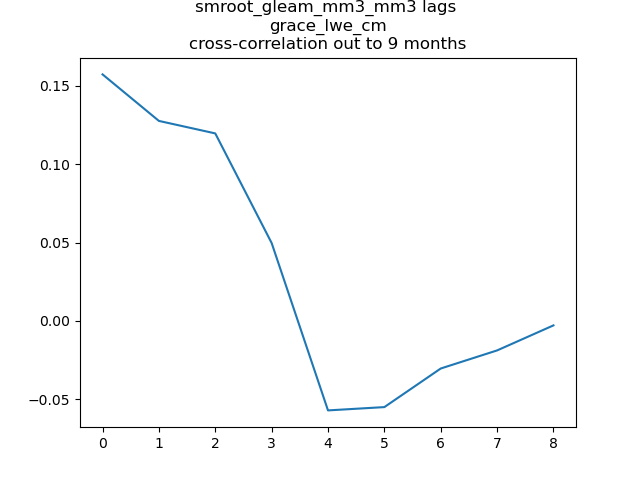 smroot_gleam_mm3_mm3 lags
grace_lwe_cm
cross-correlation out to 9 months
0.15
0.10
0.05
0.00
−0.05
0 1 2 3 4 5 6 7 8